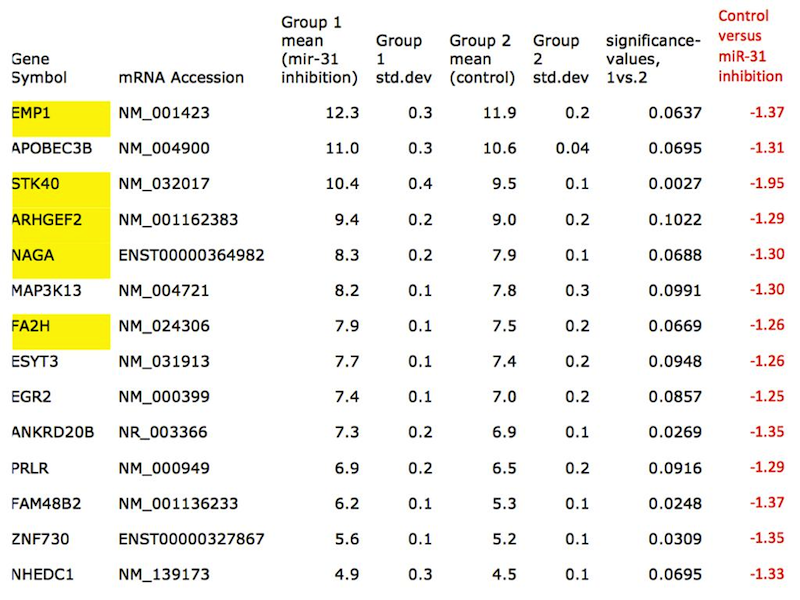 Gene Symbol mRNA Accession Group 1 mean (mir-31 inhibition) Group 1 std.dev Group 2 mean (control) Group 2 std.dev significance-values, 1vs.2 Control versus miR-31 inhibition
EMP1 NM_001423 12.3 0.3 11.9 0.2 0.0637 -1.37
APOBEC3B NM_004900 11.0 0.3 10.6 0.04 0.0695 -1.31
STK40 NM_032017 10.4 0.4 9.5 0.1 0.0027 -1.95
ARHGEF2 NM_001162383 9.4 0.2 9.0 0.2 0.1022 -1.29
NAGA ENST00000364982 8.3 0.2 7.9 0.1 0.0688 -1.30
MAP3K13 NM_004721 8.2 0.1 7.8 0.3 0.0991 -1.30
FA2H NM_024306 7.9 0.1 7.5 0.2 0.0669 -1.26
ESYT3 NM_031913 7.7 0.1 7.4 0.2 0.0948 -1.26
EGR2 NM_000399 7.4 0.1 7.0 0.2 0.0857 -1.25
ANKRD20B NR_003366 7.3 0.2 6.9 0.1 0.0269 -1.35
PRLR NM_000949 6.9 0.2 6.5 0.2 0.0916 -1.29
FAM48B2 NM_001136233 6.2 0.1 5.3 0.1 0.0248 -1.37
ZNF730 ENST00000327867 5.6 0.1 5.2 0.1 0.0309 -1.35
NHEDC1 NM_139173 4.9 0.3 4.5 0.1 0.0695 -1.33